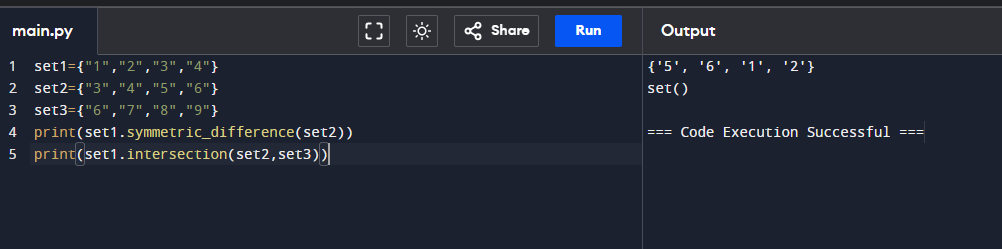 main.py
Share
Run
Output
1 set1={"1","2","3","4"}
2 set2={"3","4","5","6"}
3 set3={"6","7","8","9"}
4 print(set1.symmetric_difference(set2))
5 print(set1.intersection(set2,set3))
{'5', '6', '1', '2'}
set()
=== Code Execution Successful ===